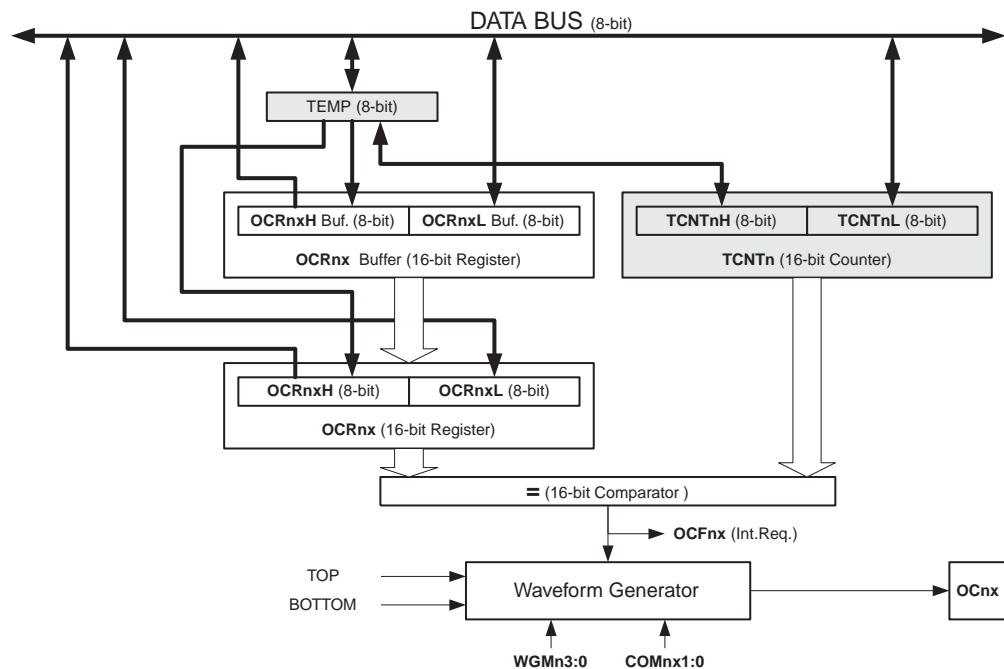 DATA BUS (8-bit)
TEMP (8-bit)
OCRnxH Buf. (8-bit) OCRnxL Buf. (8-bit)
OCRnx Buffer (16-bit Register)
TCNTnH (8-bit) TCNTnL (8-bit)
TCNTn (16-bit Counter)
OCRnxH (8-bit) OCRnxL (8-bit)
OCRnx (16-bit Register)
= (16-bit Comparator )
OCFnx (Int.Req.)
TOP
BOTTOM
Waveform Generator
OCnx
WGMn3:0 COMnx1:0